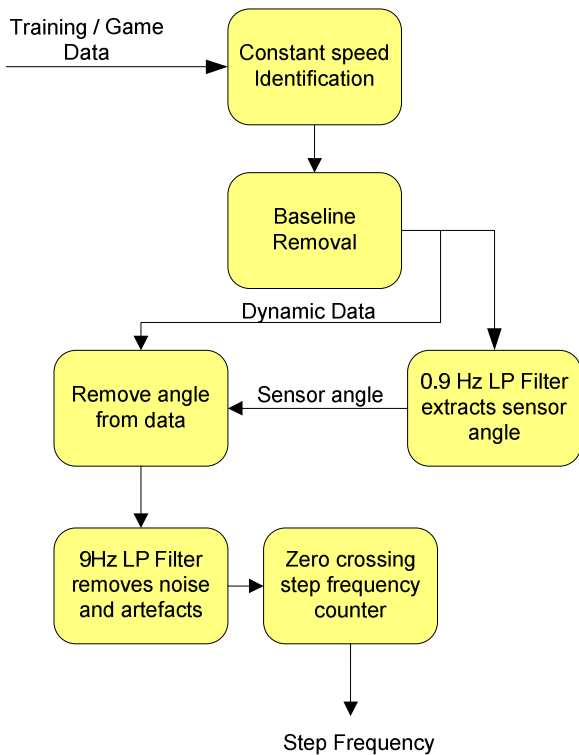 Training / Game
Data
Constant speed
Identification
Baseline
Removal
Dynamic Data
Remove angle
from data
Sensor angle
0.9 Hz LP Filter
extracts sensor
angle
9Hz LP Filter
removes noise
and artefacts
Zero crossing
step frequency
counter
Step Frequency